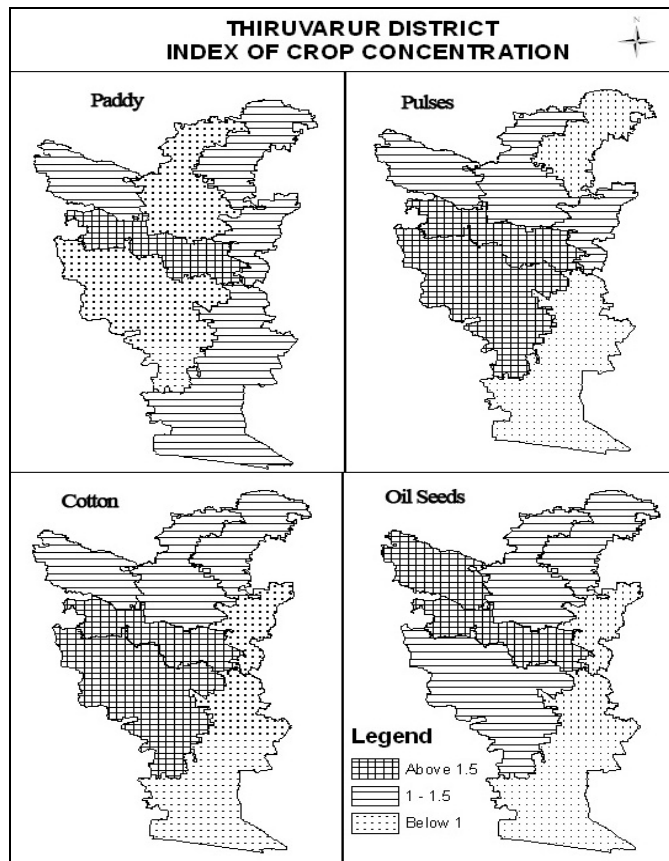 THIRUVARUR DISTRICT
INDEX OF CROP CONCENTRATION
Paddy
Pulses
Cotton
Oil Seeds
Legend
Above 1.5
1 - 1.5
Below 1